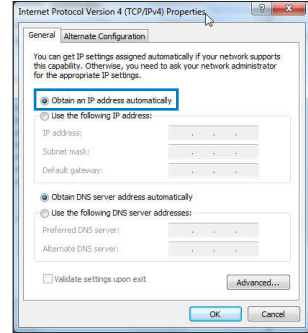 Internet Protocol Version 4 (TCP/IPv4) Properties
General
Alternate Configuration
You can get IP settings assigned automatically if your network supports
this capability. Otherwise, you need to ask your network administrator
for the appropriate IP settings.
Obtain an IP address automatically
Use the following IP address:
IP address:
Subnet mask:
Default gateway:
Obtain DNS server address automatically
Use the following DNS server addresses:
Preferred DNS server:
Alternate DNS server:
Validate settings upon exit
Advanced...
OK
Cancel